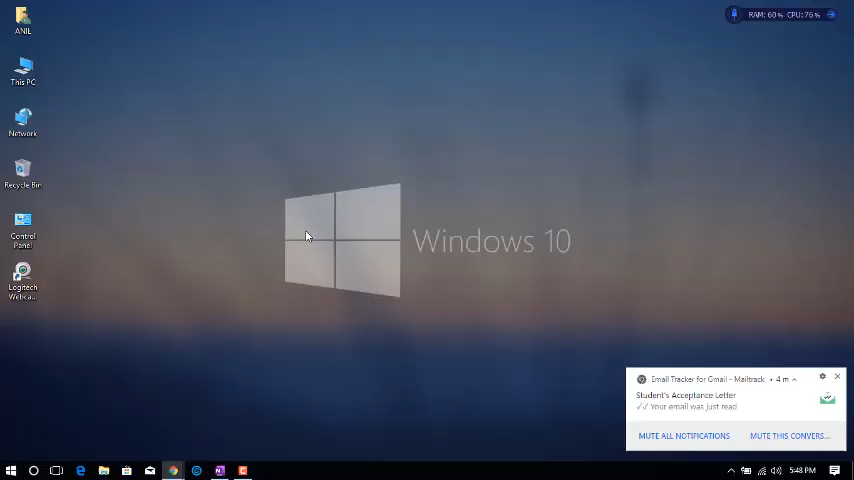 ANIL
RAM: 60% CPU: 76%
This PC
Network
Recycle Bin
Windows 10
Control
Panel
Logitech
Webca...
Email Tracker for Gmail - Mailtrack • 4 m
Student's Acceptance Letter
✓✓ Your email was just read
MUTE ALL NOTIFICATIONS MUTE THIS CONVERS...
5:48 PM